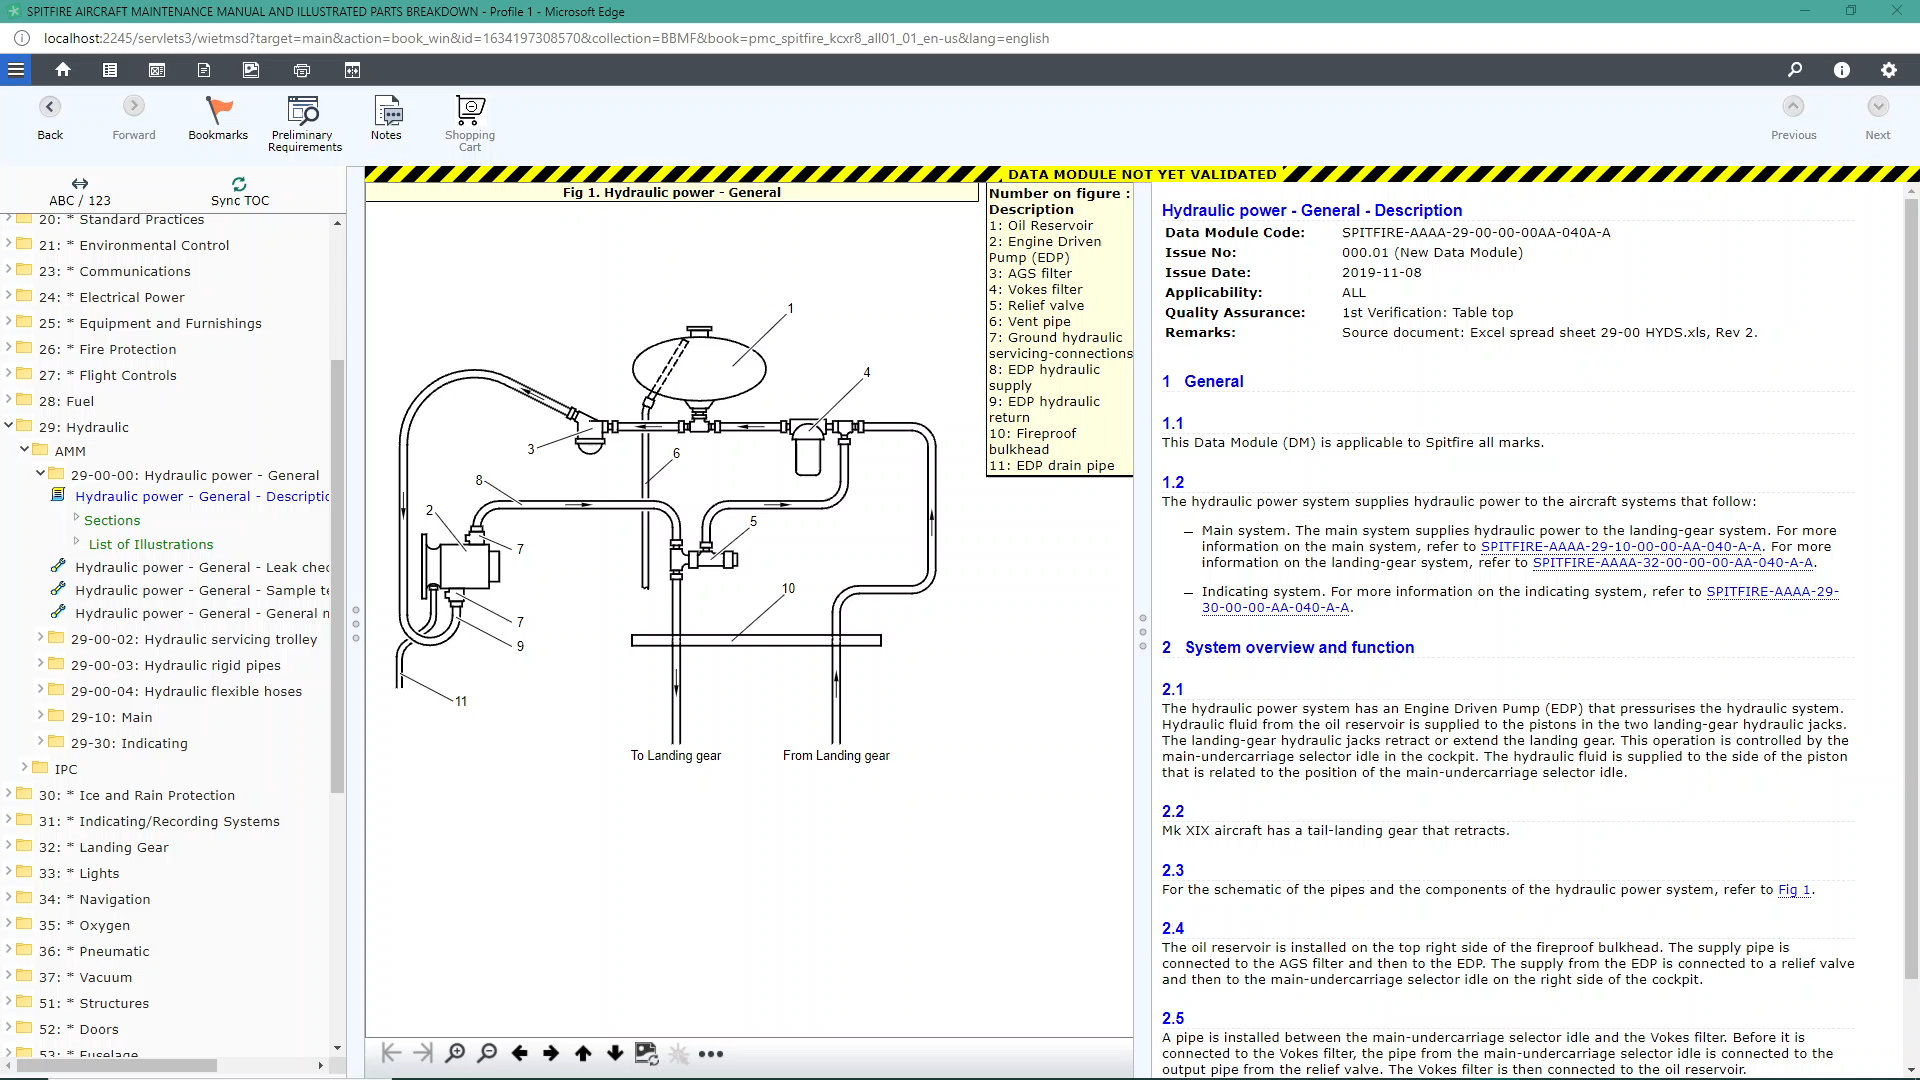 SPITFIRE AIRCRAFT MAINTENANCE MANUAL AND ILLUSTRATED PARTS BREAKDOWN - Profile 1 - Microsoft Edge
localhost:2245/servlets3/wietmsd?target=main&action=book_win&id=1634197308570&collection=BBMF&book=pmc_spitfire_kcxr8_all01_01_en-us&lang=english
Back
Forward
Bookmarks
Preliminary
Requirements
Notes
Shopping
Cart
Previous
Next
ABC / 123
Sync TOC
20: * Standard Practices
21: * Environmental Control
23: * Communications
24: * Electrical Power
25: * Equipment and Furnishings
26: * Fire Protection
27: * Flight Controls
28: Fuel
29: Hydraulic
AMM
29-00-00: Hydraulic power - General
Hydraulic power - General - Descriptio
Sections
List of Illustrations
Hydraulic power - General - Leak chec
Hydraulic power - General - Sample te
Hydraulic power - General - General m
29-00-02: Hydraulic servicing trolley
29-00-03: Hydraulic rigid pipes
29-00-04: Hydraulic flexible hoses
29-10: Main
29-30: Indicating
IPC
30: * Ice and Rain Protection
31: * Indicating/Recording Systems
32: * Landing Gear
33: * Lights
34: * Navigation
35: * Oxygen
36: * Pneumatic
37: * Vacuum
51: * Structures
52: * Doors
53: * Fuselage
DATA MODULE NOT YET VALIDATED
Fig 1. Hydraulic power - General
1
4
3
6
8
2
5
7
10
7
9
11
To Landing gear
From Landing gear
Number on figure :
Description
1: Oil Reservoir
2: Engine Driven
Pump (EDP)
3: AGS filter
4: Vokes filter
5: Relief valve
6: Vent pipe
7: Ground hydraulic
servicing-connections
8: EDP hydraulic
supply
9: EDP hydraulic
return
10: Fireproof
bulkhead
11: EDP drain pipe
Hydraulic power - General - Description
Data Module Code: SPITFIRE-AAAA-29-00-00-00AA-040A-A
Issue No: 000.01 (New Data Module)
Issue Date: 2019-11-08
Applicability: ALL
Quality Assurance: 1st Verification: Table top
Remarks: Source document: Excel spread sheet 29-00 HYDS.xls, Rev 2.
1 General
1.1
This Data Module (DM) is applicable to Spitfire all marks.
1.2
The hydraulic power system supplies hydraulic power to the aircraft systems that follow:
— Main system. The main system supplies hydraulic power to the landing-gear system. For more
information on the main system, refer to SPITFIRE-AAAA-29-10-00-00-AA-040-A-A. For more
information on the landing-gear system, refer to SPITFIRE-AAAA-32-00-00-00-AA-040-A-A.
— Indicating system. For more information on the indicating system, refer to SPITFIRE-AAAA-29-
30-00-00-AA-040-A-A.
2 System overview and function
2.1
The hydraulic power system has an Engine Driven Pump (EDP) that pressurises the hydraulic system.
Hydraulic fluid from the oil reservoir is supplied to the pistons in the two landing-gear hydraulic jacks.
The landing-gear hydraulic jacks retract or extend the landing gear. This operation is controlled by the
main-undercarriage selector idle in the cockpit. The hydraulic fluid is supplied to the side of the piston
that is related to the position of the main-undercarriage selector idle.
2.2
Mk XIX aircraft has a tail-landing gear that retracts.
2.3
For the schematic of the pipes and the components of the hydraulic power system, refer to Fig 1.
2.4
The oil reservoir is installed on the top right side of the fireproof bulkhead. The supply pipe is
connected to the AGS filter and then to the EDP. The supply from the EDP is connected to a relief valve
and then to the main-undercarriage selector idle on the right side of the cockpit.
2.5
A pipe is installed between the main-undercarriage selector idle and the Vokes filter. Before it is
connected to the Vokes filter, the pipe from the main-undercarriage selector idle is connected to the
output pipe from the relief valve. The Vokes filter is then connected to the oil reservoir.